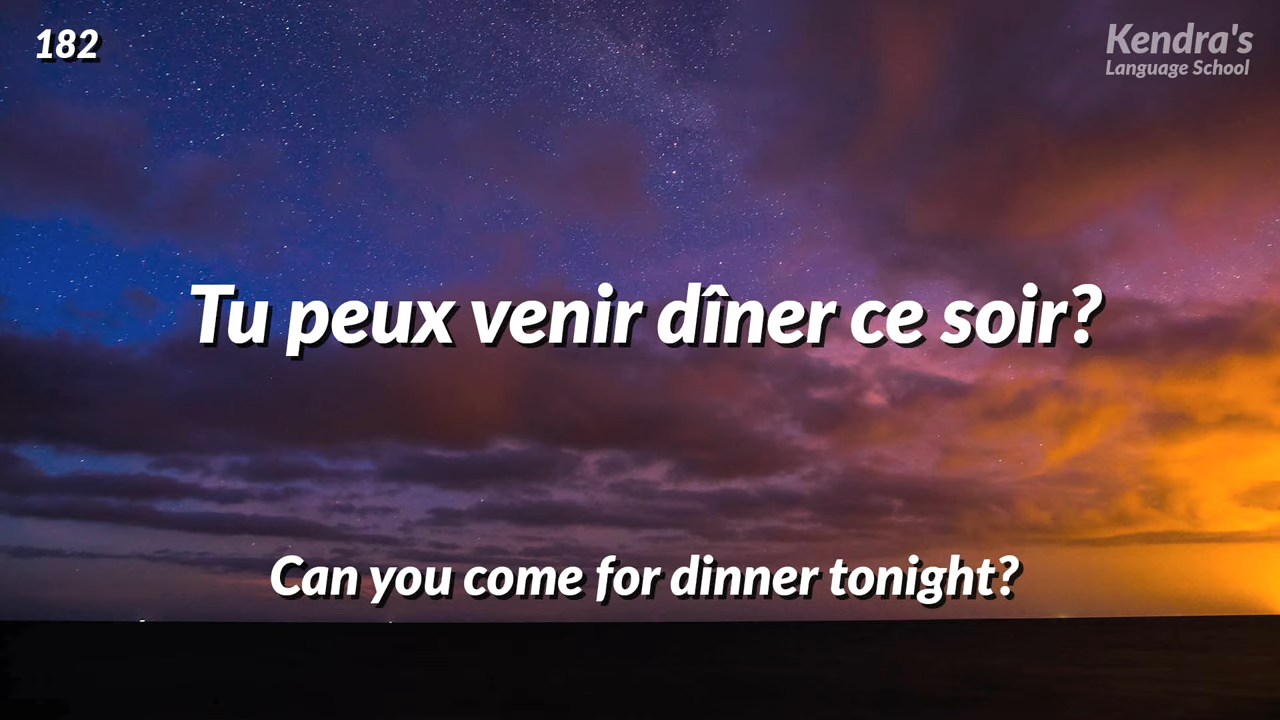 182
Kendra's
Language School
Tu peux venir dîner ce soir?
Can you come for dinner tonight?